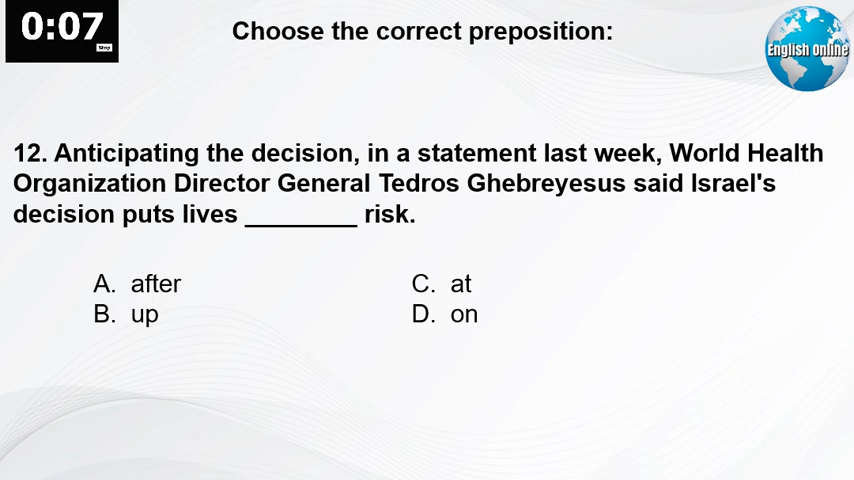 0:07
Stop
Choose the correct preposition:
English Online
12. Anticipating the decision, in a statement last week, World Health
Organization Director General Tedros Ghebreyesus said Israel's
decision puts lives ________ risk.
A. after
B. up
C. at
D. on